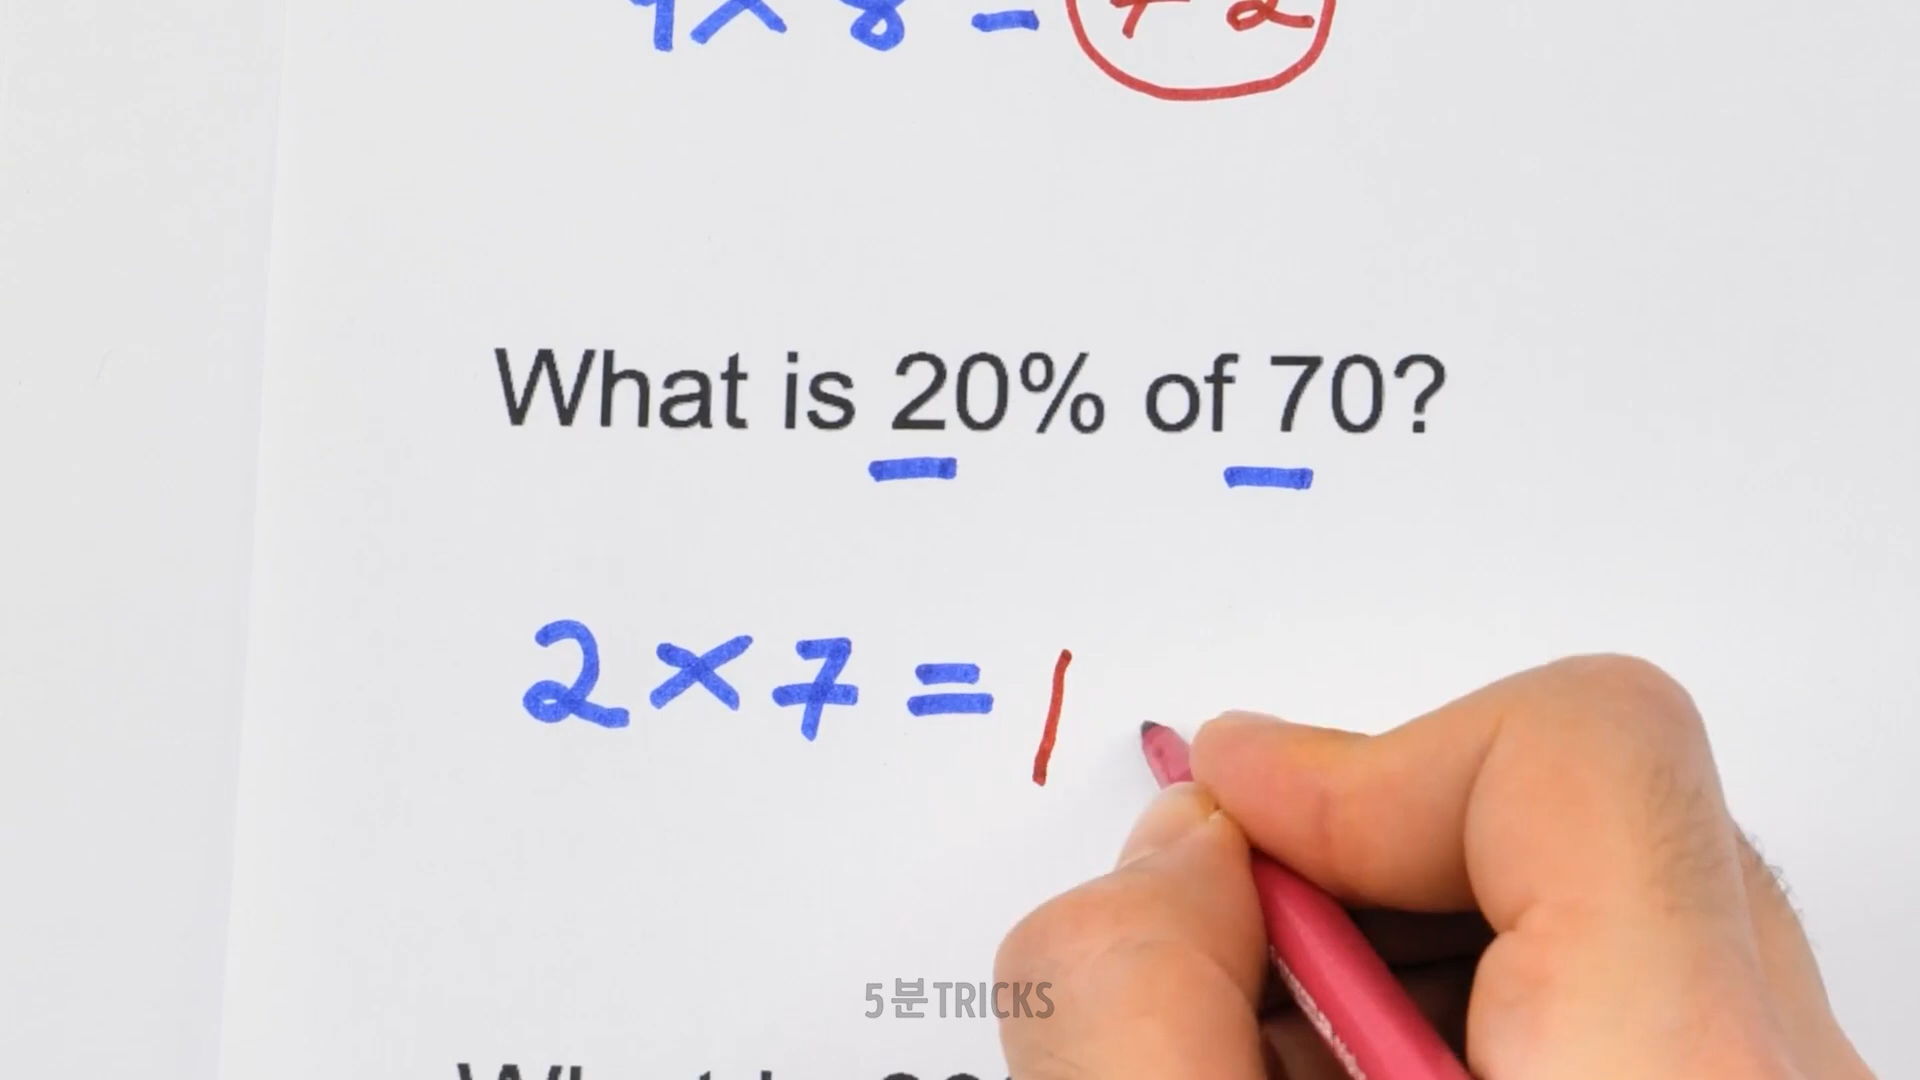 What is 20% of 70?
2 × 7 = 1
5분TRICKS